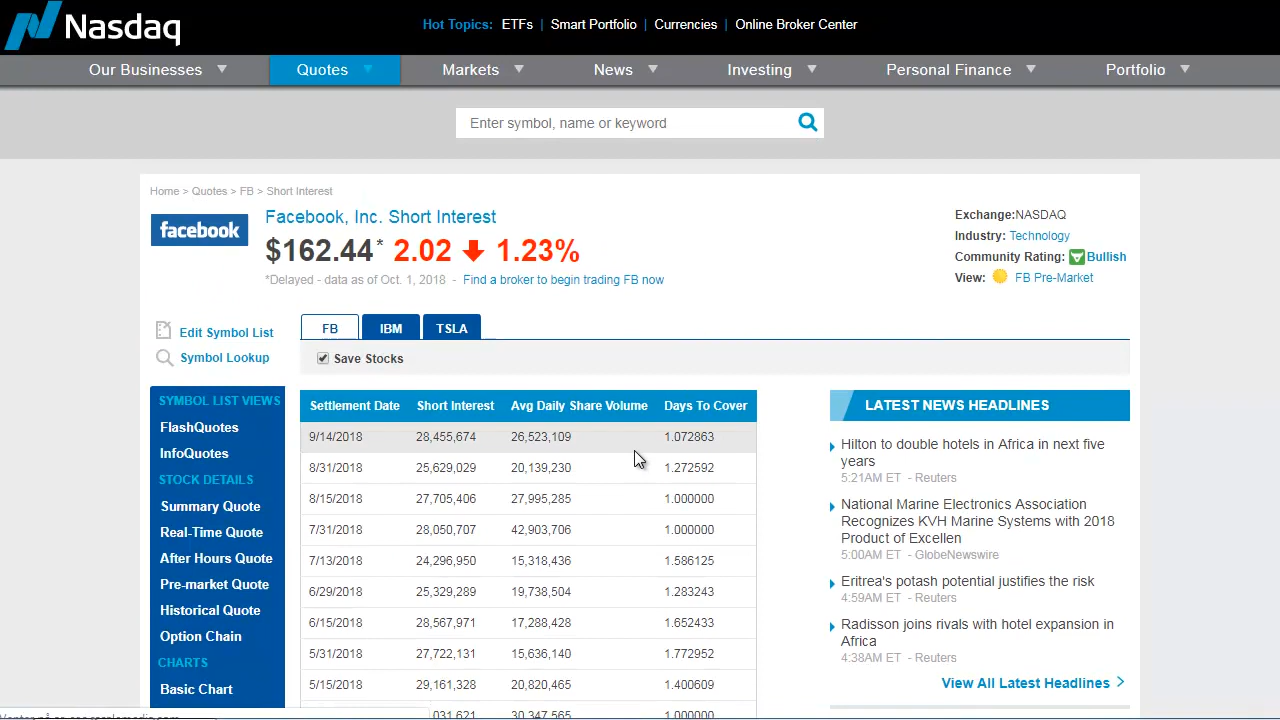 Nasdaq
Hot Topics: ETFs | Smart Portfolio | Currencies | Online Broker Center
Our Businesses Quotes Markets News Investing Personal Finance Portfolio
Enter symbol, name or keyword
Home > Quotes > FB > Short Interest
facebook
Facebook, Inc. Short Interest
$162.44* 2.02 1.23%
*Delayed - data as of Oct. 1, 2018 - Find a broker to begin trading FB now
Exchange:NASDAQ
Industry: Technology
Community Rating: Bullish
View: FB Pre-Market
Edit Symbol List
Symbol Lookup
FB IBM TSLA
Save Stocks
SYMBOL LIST VIEWS
FlashQuotes
InfoQuotes
STOCK DETAILS
Summary Quote
Real-Time Quote
After Hours Quote
Pre-market Quote
Historical Quote
Option Chain
CHARTS
Basic Chart
Settlement Date Short Interest Avg Daily Share Volume Days To Cover
9/14/2018 28,455,674 26,523,109 1.072863
8/31/2018 25,629,029 20,139,230 1.272592
8/15/2018 27,705,406 27,995,285 1.000000
7/31/2018 28,050,707 42,903,706 1.000000
7/13/2018 24,296,950 15,318,436 1.586125
6/29/2018 25,329,289 19,738,504 1.283243
6/15/2018 28,567,971 17,288,428 1.652433
5/31/2018 27,722,131 15,636,140 1.772952
5/15/2018 29,161,328 20,820,465 1.400609
LATEST NEWS HEADLINES
Hilton to double hotels in Africa in next five
years
5:21AM ET - Reuters
National Marine Electronics Association
Recognizes KVH Marine Systems with 2018
Product of Excellen
5:00AM ET - GlobeNewswire
Eritrea's potash potential justifies the risk
4:59AM ET - Reuters
Radisson joins rivals with hotel expansion in
Africa
4:38AM ET - Reuters
View All Latest Headlines >